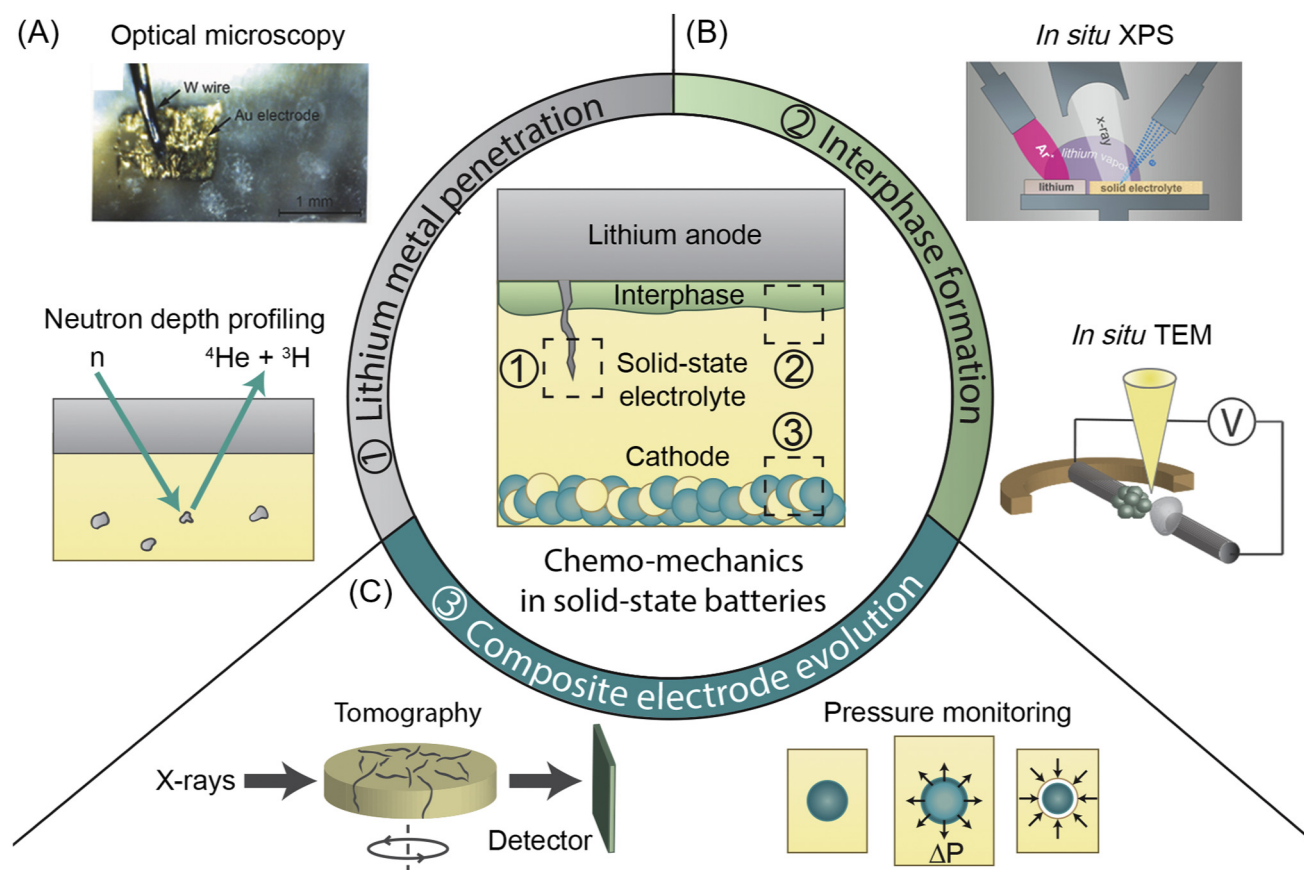 (A)
Optical microscopy
W wire
Au electrode
1 mm
Neutron depth profiling
n
⁴He + ³H
① Lithium metal penetration
(B)
② Interphase formation
In situ XPS
Ar⁺
lithium vapor
x-ray
e⁻
lithium
solid electrolyte
In situ TEM
V
Lithium anode
Interphase
①
Solid-state
electrolyte
②
③
Cathode
Chemo-mechanics
in solid-state batteries
(C)
③ Composite electrode evolution
Tomography
X-rays
Detector
Pressure monitoring
ΔP